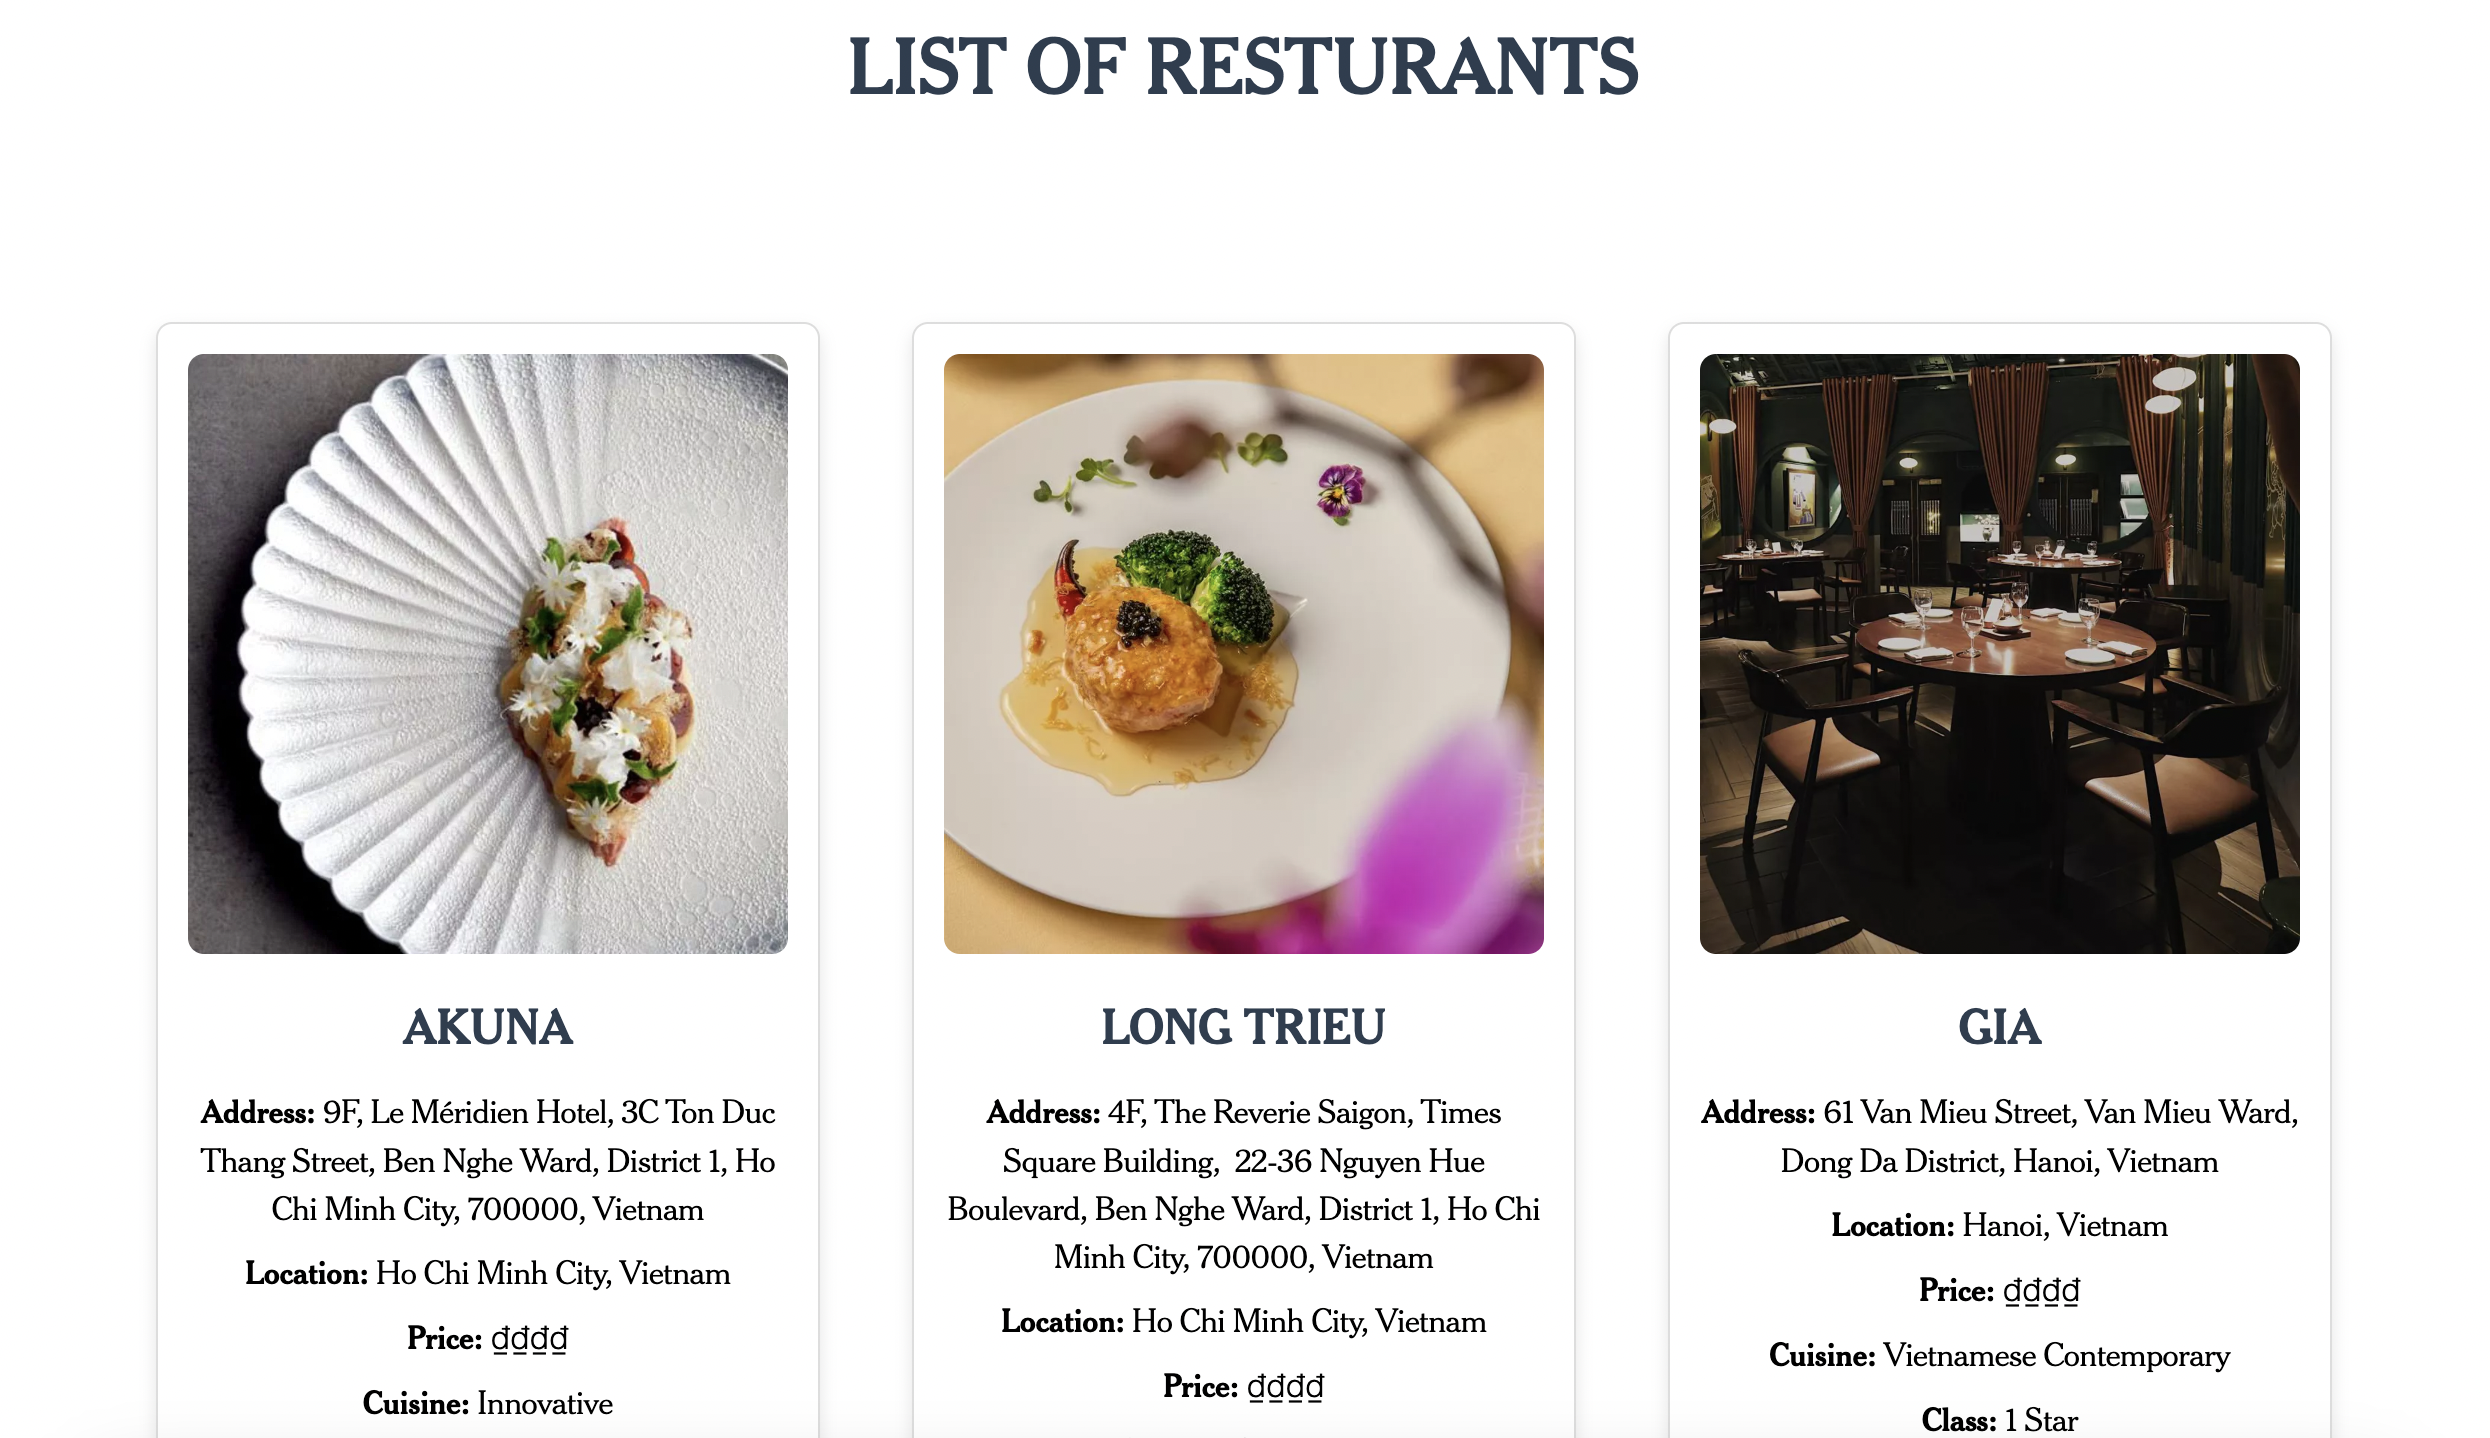 LIST OF RESTURANTS
AKUNA
Address: 9F, Le Méridien Hotel, 3C Ton Duc
Thang Street, Ben Nghe Ward, District 1, Ho
Chi Minh City, 700000, Vietnam
Location: Ho Chi Minh City, Vietnam
Price: ₫₫₫₫
Cuisine: Innovative
LONG TRIEU
Address: 4F, The Reverie Saigon, Times
Square Building,  22-36 Nguyen Hue
Boulevard, Ben Nghe Ward, District 1, Ho Chi
Minh City, 700000, Vietnam
Location: Ho Chi Minh City, Vietnam
Price: ₫₫₫₫
GIA
Address: 61 Van Mieu Street, Van Mieu Ward,
Dong Da District, Hanoi, Vietnam
Location: Hanoi, Vietnam
Price: ₫₫₫₫
Cuisine: Vietnamese Contemporary
Class: 1 Star